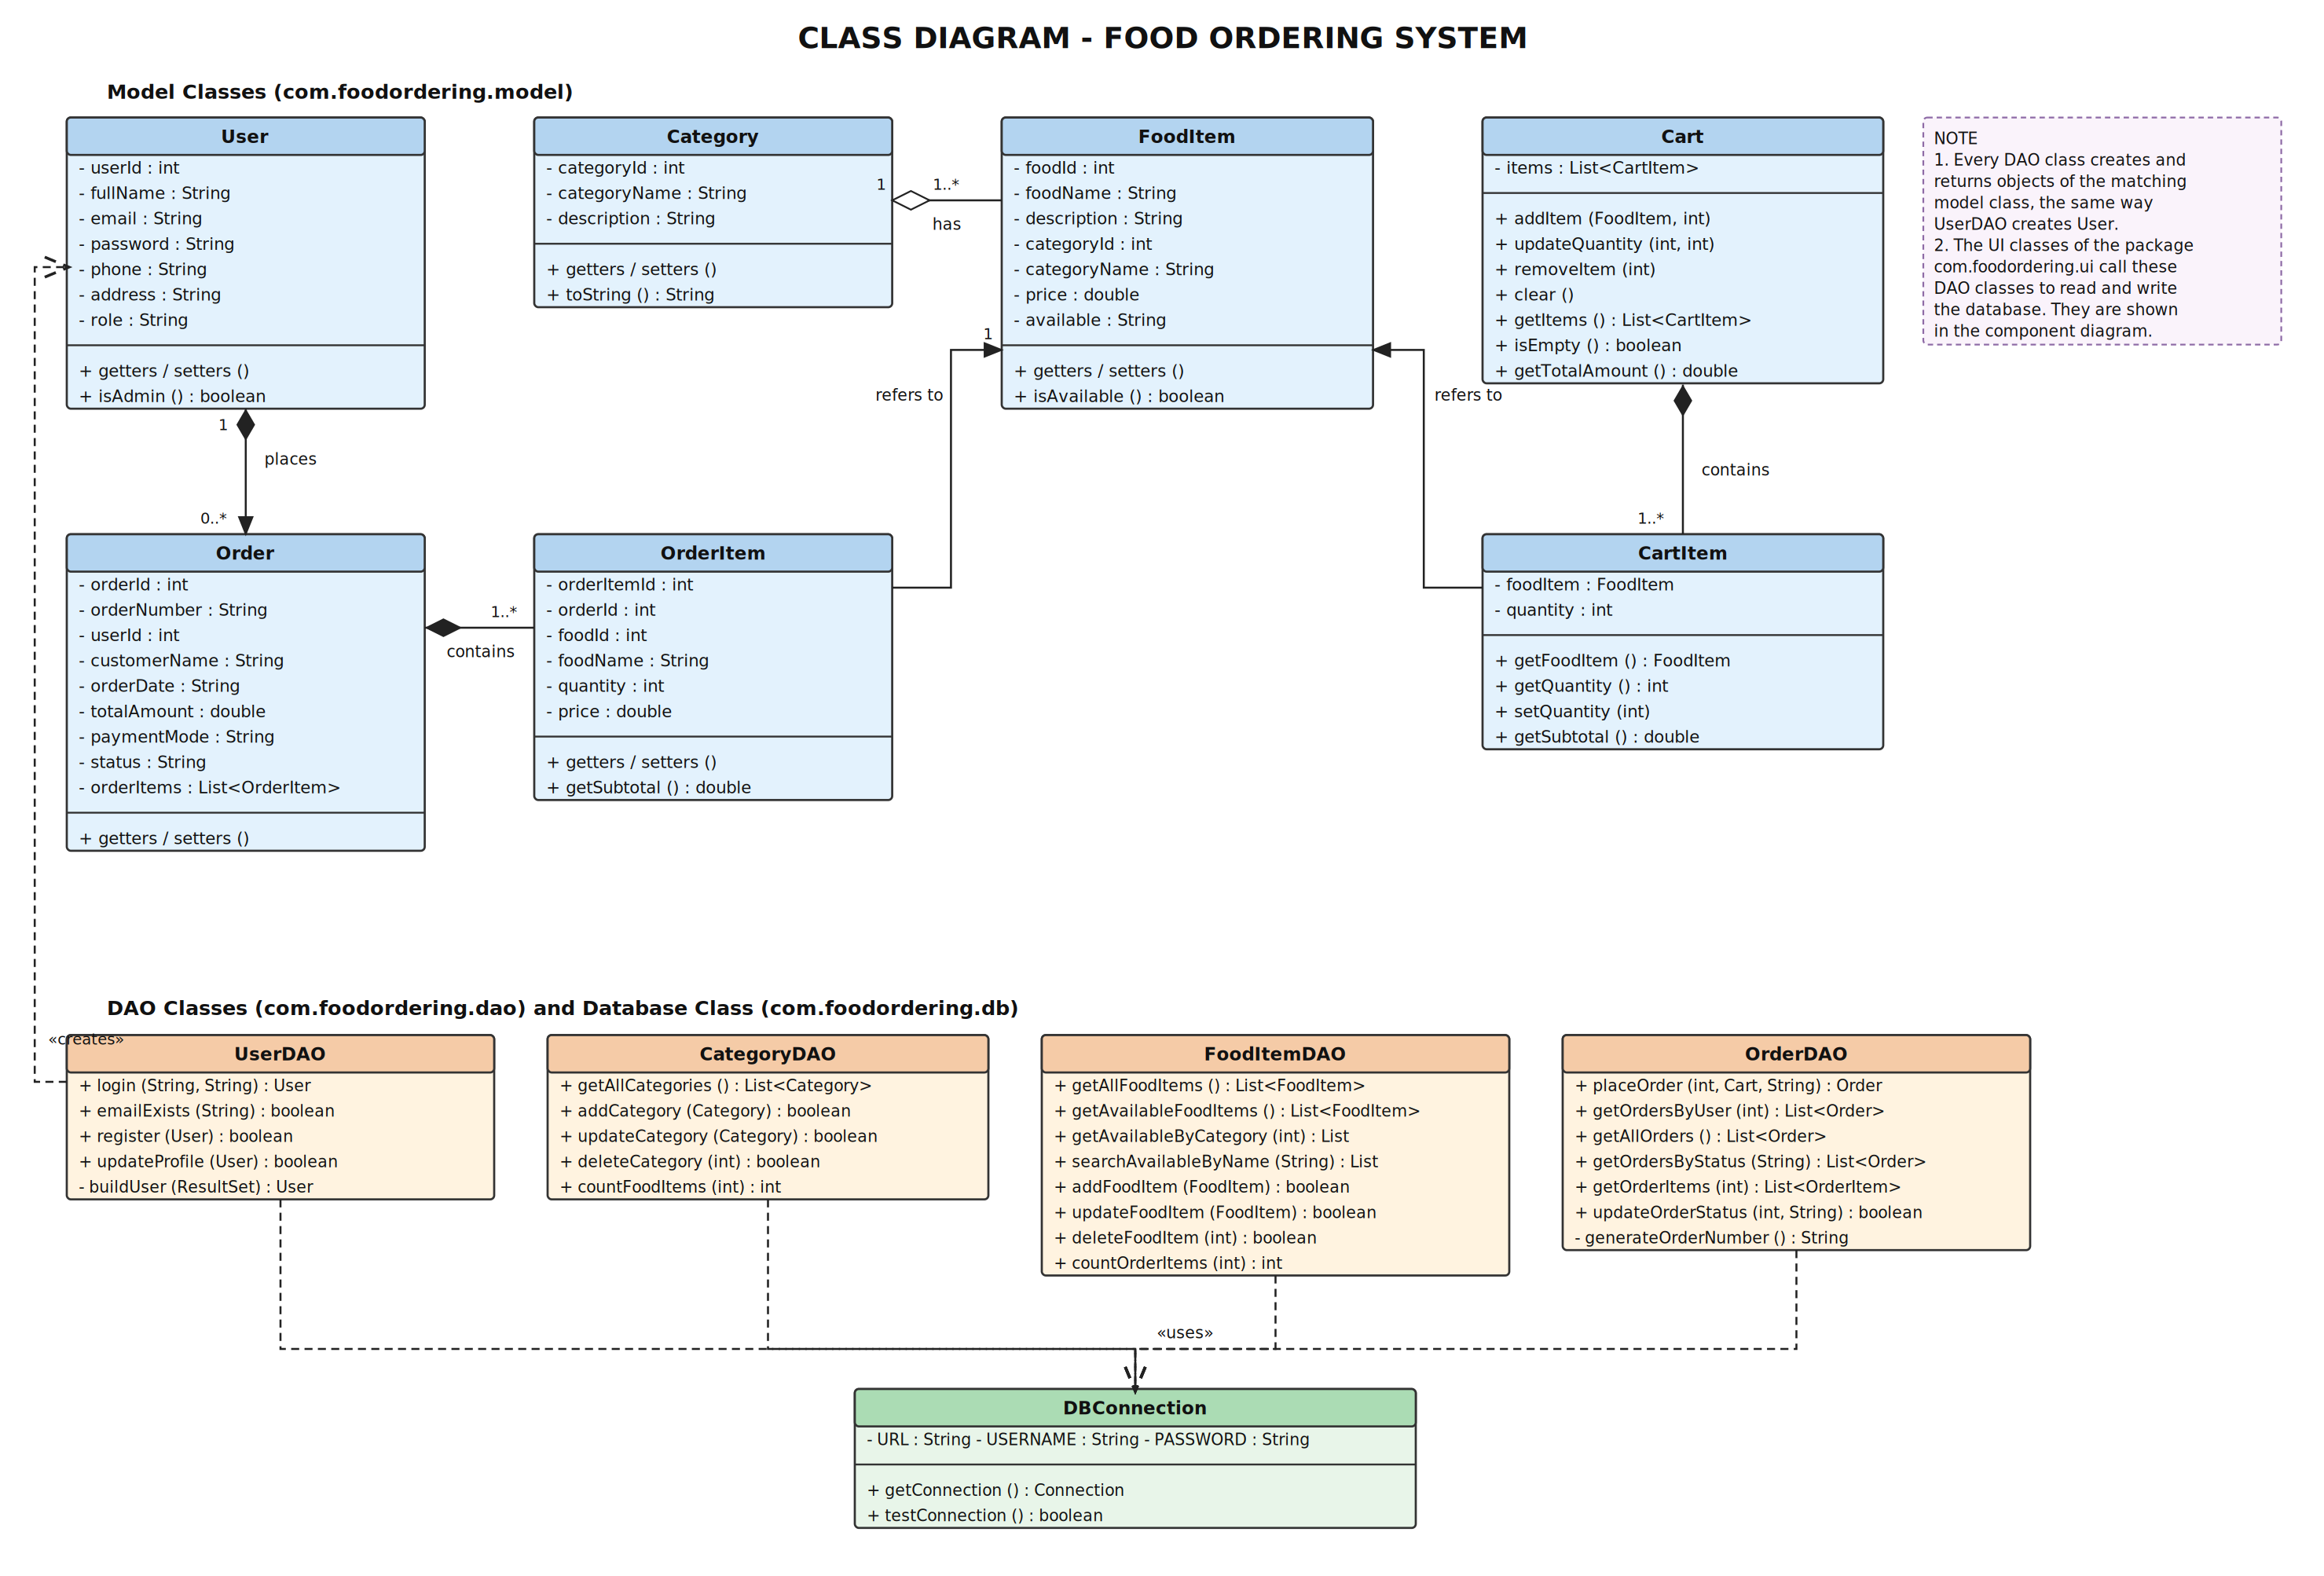 CLASS DIAGRAM - FOOD ORDERING SYSTEM
Model Classes (com.foodordering.model)
User
- userId : int
- fullName : String
- email : String
- password : String
- phone : String
- address : String
- role : String
+ getters / setters ()
+ isAdmin () : boolean
Category
- categoryId : int
- categoryName : String
- description : String
+ getters / setters ()
+ toString () : String
1
1..*
has
FoodItem
- foodId : int
- foodName : String
- description : String
- categoryId : int
- categoryName : String
- price : double
- available : String
+ getters / setters ()
+ isAvailable () : boolean
Cart
- items : List<CartItem>
+ addItem (FoodItem, int)
+ updateQuantity (int, int)
+ removeItem (int)
+ clear ()
+ getItems () : List<CartItem>
+ isEmpty () : boolean
+ getTotalAmount () : double
NOTE
1. Every DAO class creates and
returns objects of the matching
model class, the same way
UserDAO creates User.
2. The UI classes of the package
com.foodordering.ui call these
DAO classes to read and write
the database. They are shown
in the component diagram.
1
places
0..*
1
refers to
refers to
contains
1..*
Order
- orderId : int
- orderNumber : String
- userId : int
- customerName : String
- orderDate : String
- totalAmount : double
- paymentMode : String
- status : String
- orderItems : List<OrderItem>
+ getters / setters ()
1..*
contains
OrderItem
- orderItemId : int
- orderId : int
- foodId : int
- foodName : String
- quantity : int
- price : double
+ getters / setters ()
+ getSubtotal () : double
CartItem
- foodItem : FoodItem
- quantity : int
+ getFoodItem () : FoodItem
+ getQuantity () : int
+ setQuantity (int)
+ getSubtotal () : double
DAO Classes (com.foodordering.dao) and Database Class (com.foodordering.db)
«creates»
UserDAO
+ login (String, String) : User
+ emailExists (String) : boolean
+ register (User) : boolean
+ updateProfile (User) : boolean
- buildUser (ResultSet) : User
CategoryDAO
+ getAllCategories () : List<Category>
+ addCategory (Category) : boolean
+ updateCategory (Category) : boolean
+ deleteCategory (int) : boolean
+ countFoodItems (int) : int
FoodItemDAO
+ getAllFoodItems () : List<FoodItem>
+ getAvailableFoodItems () : List<FoodItem>
+ getAvailableByCategory (int) : List
+ searchAvailableByName (String) : List
+ addFoodItem (FoodItem) : boolean
+ updateFoodItem (FoodItem) : boolean
+ deleteFoodItem (int) : boolean
+ countOrderItems (int) : int
OrderDAO
+ placeOrder (int, Cart, String) : Order
+ getOrdersByUser (int) : List<Order>
+ getAllOrders () : List<Order>
+ getOrdersByStatus (String) : List<Order>
+ getOrderItems (int) : List<OrderItem>
+ updateOrderStatus (int, String) : boolean
- generateOrderNumber () : String
«uses»
DBConnection
- URL : String - USERNAME : String - PASSWORD : String
+ getConnection () : Connection
+ testConnection () : boolean